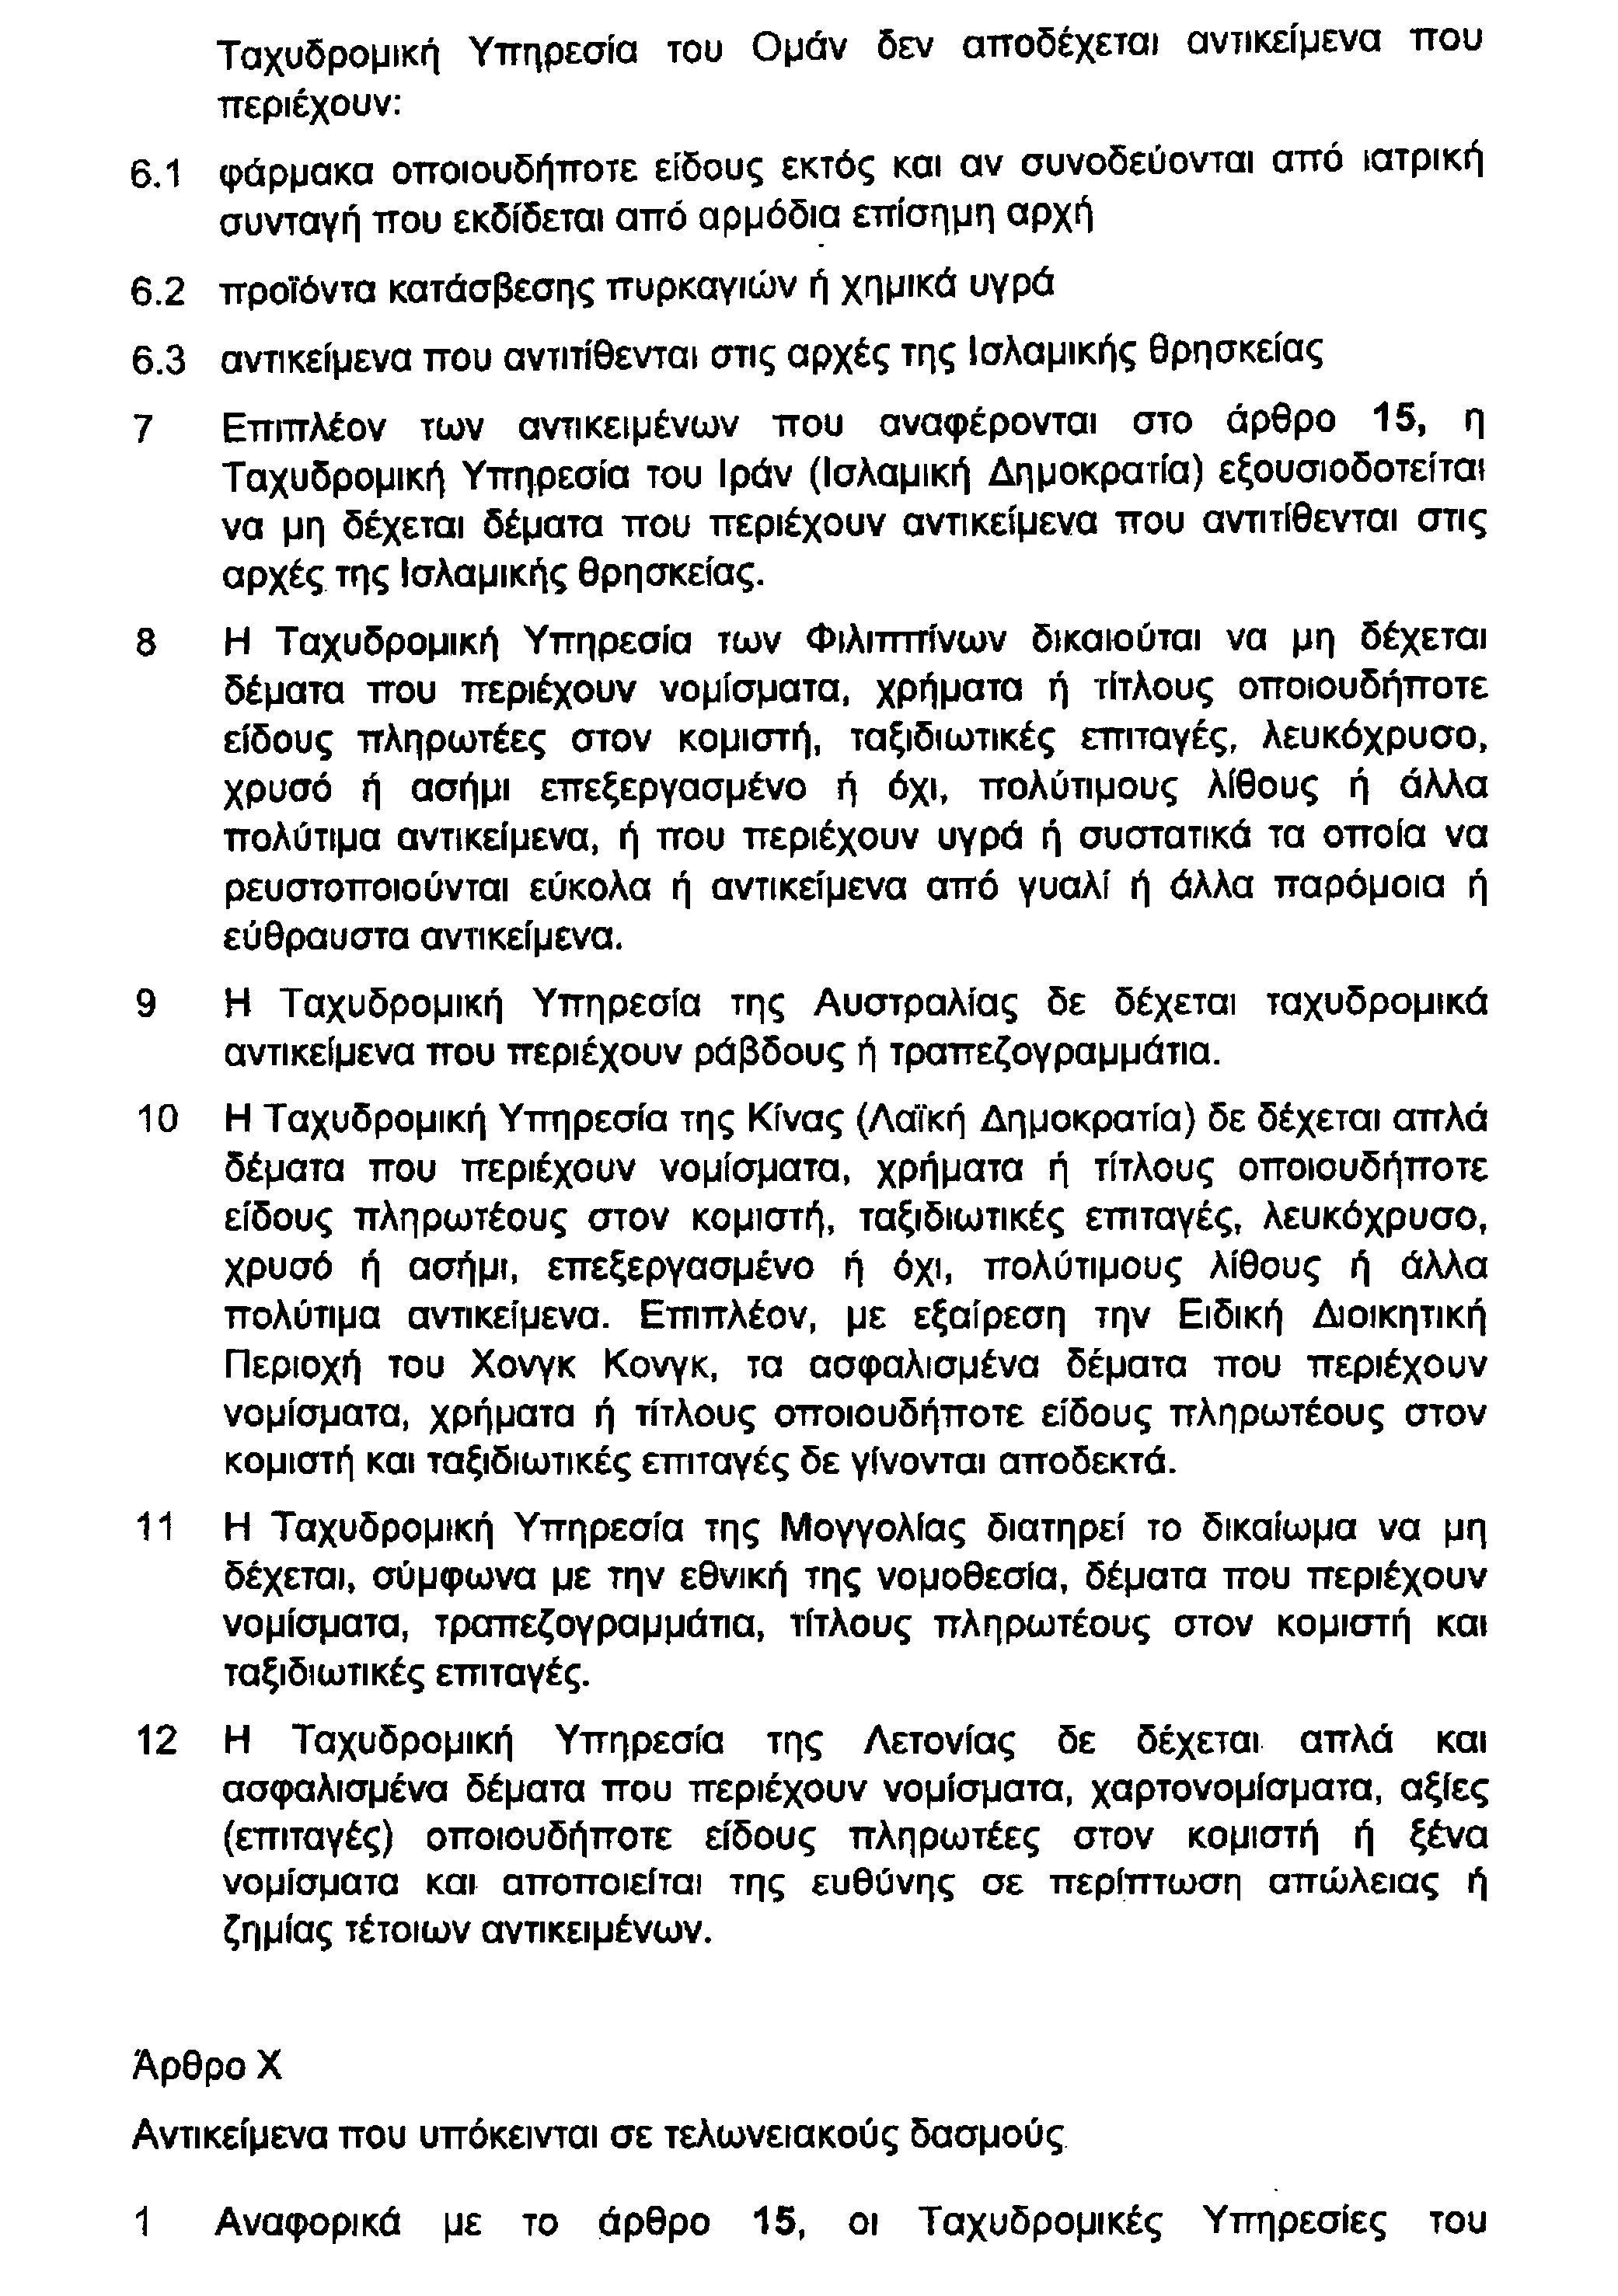 Ταχυδρομική Υπηρεσία του Ομάν δεν αποδέχεται αντικείμενα που
περιέχουν:
6.1 φάρμακα οποιουδήποτε είδους εκτός και αν συνοδεύονται από ιατρική
συνταγή που εκδίδεται από αρμόδια επίσημη αρχή
6.2 προϊόντα κατάσβεσης πυρκαγιών ή χημικά υγρά
6.3 αντικείμενα που αντιτίθενται στις αρχές της Ισλαμικής θρησκείας
7 Επιπλέον των αντικειμένων που αναφέρονται στο άρθρο 15, η
Ταχυδρομική Υπηρεσία του Ιράν (Ισλαμική Δημοκρατία) εξουσιοδοτείται
να μη δέχεται δέματα που περιέχουν αντικείμενα που αντιτίθενται στις
αρχές της Ισλαμικής θρησκείας.
8 Η Ταχυδρομική Υπηρεσία των Φιλιππίνων δικαιούται να μη δέχεται
δέματα που περιέχουν νομίσματα, χρήματα ή τίτλους οποιουδήποτε
είδους πληρωτέες στον κομιστή, ταξιδιωτικές επιταγές, λευκόχρυσο,
χρυσό ή ασήμι επεξεργασμένο ή όχι, πολύτιμους λίθους ή άλλα
πολύτιμα αντικείμενα, ή που περιέχουν υγρά ή συστατικά τα οποία να
ρευστοποιούνται εύκολα ή αντικείμενα από γυαλί ή άλλα παρόμοια ή
εύθραυστα αντικείμενα.
9 Η Ταχυδρομική Υπηρεσία της Αυστραλίας δε δέχεται ταχυδρομικά
αντικείμενα που περιέχουν ράβδους ή τραπεζογραμμάτια.
10 Η Ταχυδρομική Υπηρεσία της Κίνας (Λαϊκή Δημοκρατία) δε δέχεται απλά
δέματα που περιέχουν νομίσματα, χρήματα ή τίτλους οποιουδήποτε
είδους πληρωτέους στον κομιστή, ταξιδιωτικές επιταγές, λευκόχρυσο,
χρυσό ή ασήμι, επεξεργασμένο ή όχι, πολύτιμους λίθους ή άλλα
πολύτιμα αντικείμενα. Επιπλέον, με εξαίρεση την Ειδική Διοικητική
Περιοχή του Χονγκ Κονγκ, τα ασφαλισμένα δέματα που περιέχουν
νομίσματα, χρήματα ή τίτλους οποιουδήποτε είδους πληρωτέους στον
κομιστή και ταξιδιωτικές επιταγές δε γίνονται αποδεκτά.
11 Η Ταχυδρομική Υπηρεσία της Μογγολίας διατηρεί το δικαίωμα να μη
δέχεται, σύμφωνα με την εθνική της νομοθεσία, δέματα που περιέχουν
νομίσματα, τραπεζογραμμάτια, τίτλους πληρωτέους στον κομιστή και
ταξιδιωτικές επιταγές.
12 Η Ταχυδρομική Υπηρεσία της Λετονίας δε δέχεται απλά και
ασφαλισμένα δέματα που περιέχουν νομίσματα, χαρτονομίσματα, αξίες
(επιταγές) οποιουδήποτε είδους πληρωτέες στον κομιστή ή ξένα
νομίσματα και αποποιείται της ευθύνης σε περίπτωση απώλειας ή
ζημίας τέτοιων αντικειμένων.
Άρθρο Χ
Αντικείμενα που υπόκεινται σε τελωνειακούς δασμούς
1 Αναφορικά με το άρθρο 15, οι Ταχυδρομικές Υπηρεσίες του